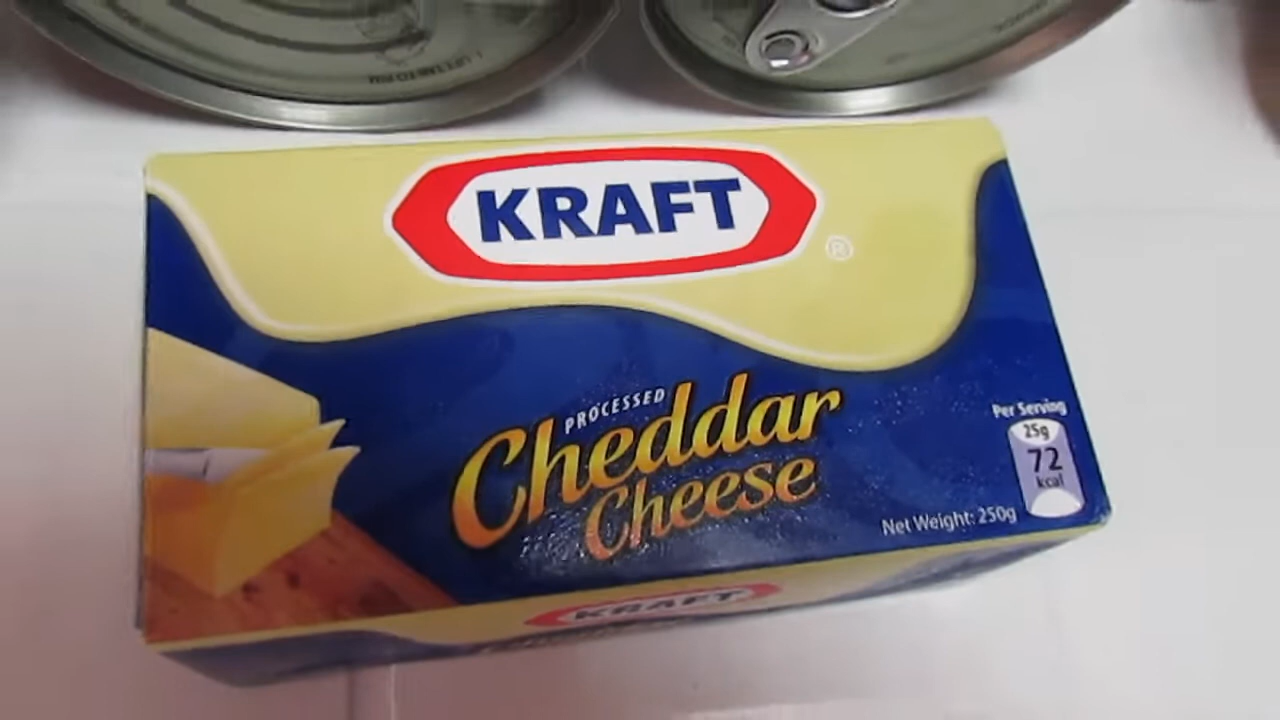 KRAFT
®
PROCESSED
Cheddar
Cheese
Per Serving
25g
72
kcal
Net Weight: 250g
KRAFT